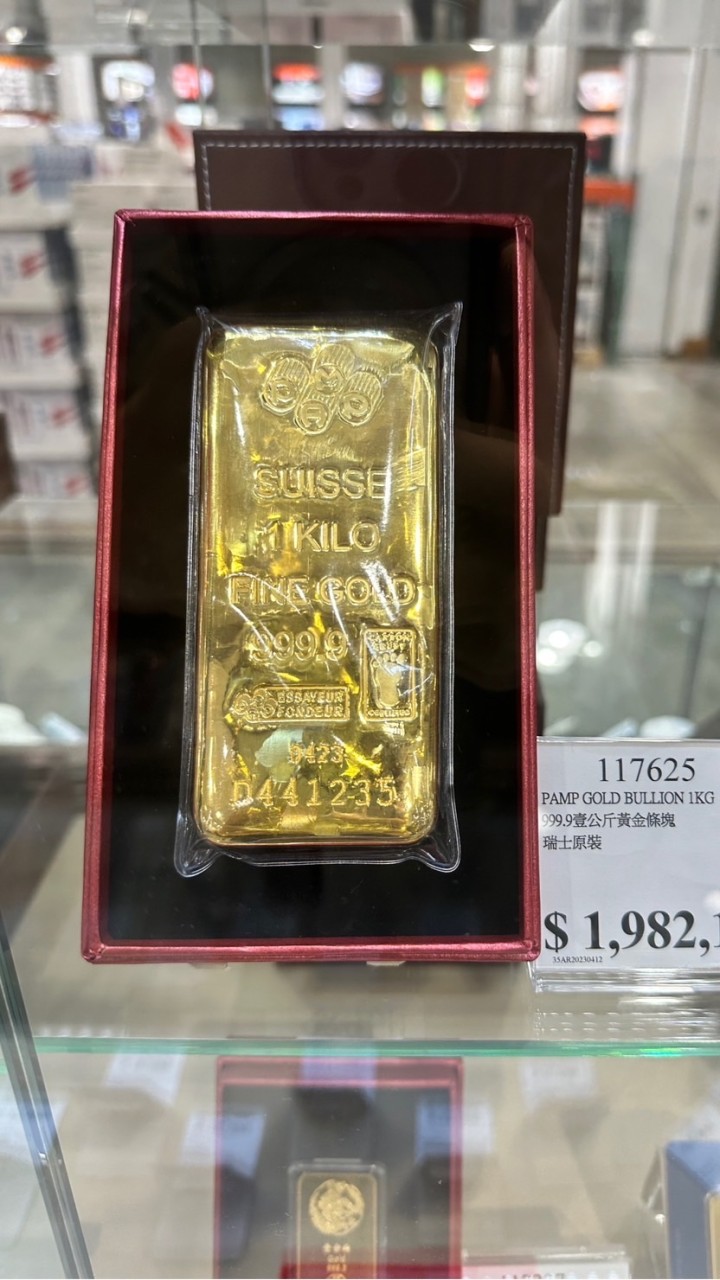 P M A P
SUISSE
1 KILO
FINE GOLD
999.9
ESSAYEUR
FONDEUR
D441235
117625
PAMP GOLD BULLION 1KG
999.9壹公斤黃金條塊
瑞士原裝
$ 1,982,1
35AR20230412